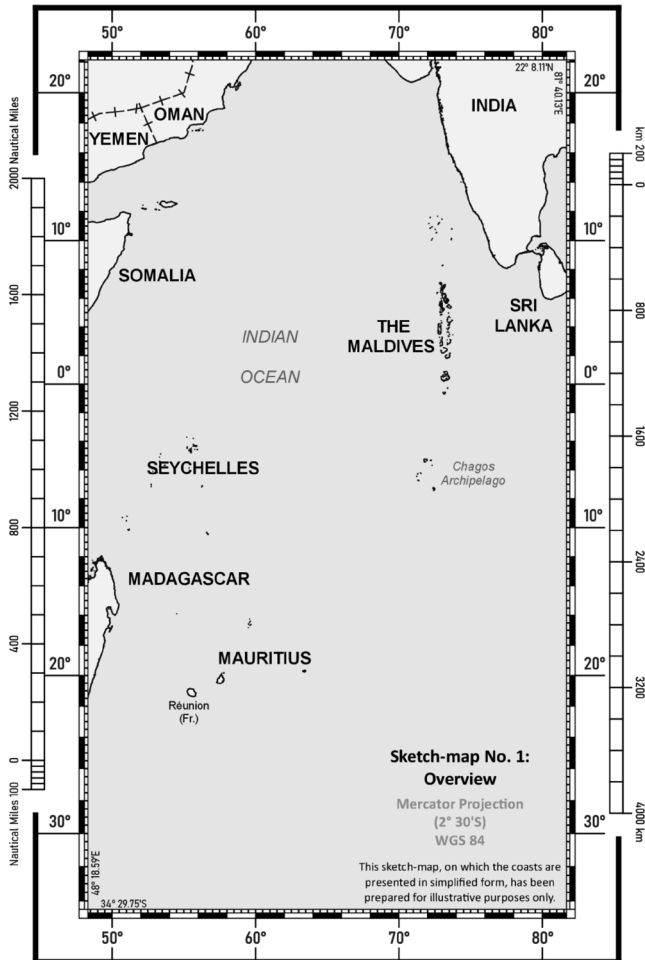 50°
60°
70°
80°
22° 8.11'N
81° 40.13'E
20°
20°
OMAN
YEMEN
INDIA
Nautical Miles
2000
1600
1200
800
400
0
100
Nautical Miles
km 200
0
800
1600
2400
3200
4000 km
10°
10°
SOMALIA
THE
MALDIVES
SRI
LANKA
INDIAN
OCEAN
0°
0°
SEYCHELLES
Chagos
Archipelago
10°
10°
MADAGASCAR
MAURITIUS
20°
20°
Réunion
(Fr.)
Sketch-map No. 1:
Overview
Mercator Projection
(2° 30'S)
WGS 84
30°
30°
This sketch-map, on which the coasts are
presented in simplified form, has been
prepared for illustrative purposes only.
48° 18.59'E
34° 29.75'S
50°
60°
70°
80°